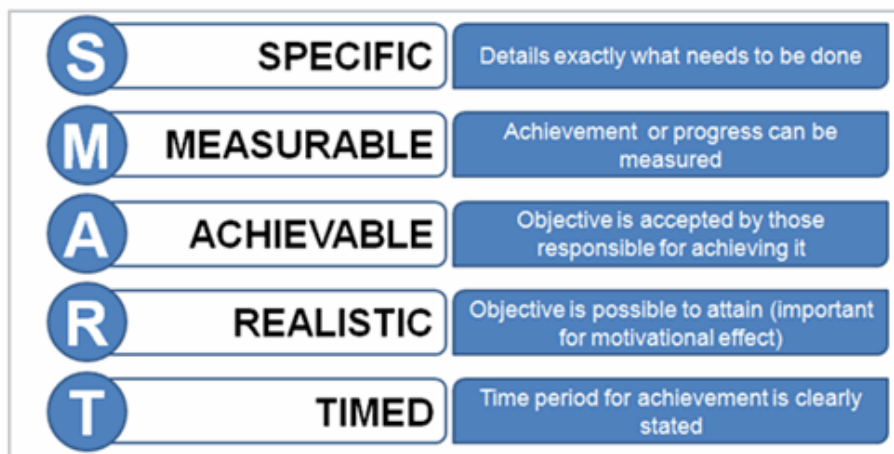 S SPECIFIC Details exactly what needs to be done
M MEASURABLE Achievement or progress can be
measured
A ACHIEVABLE Objective is accepted by those
responsible for achieving it
R REALISTIC Objective is possible to attain (important
for motivational effect)
T TIMED Time period for achievement is clearly
stated